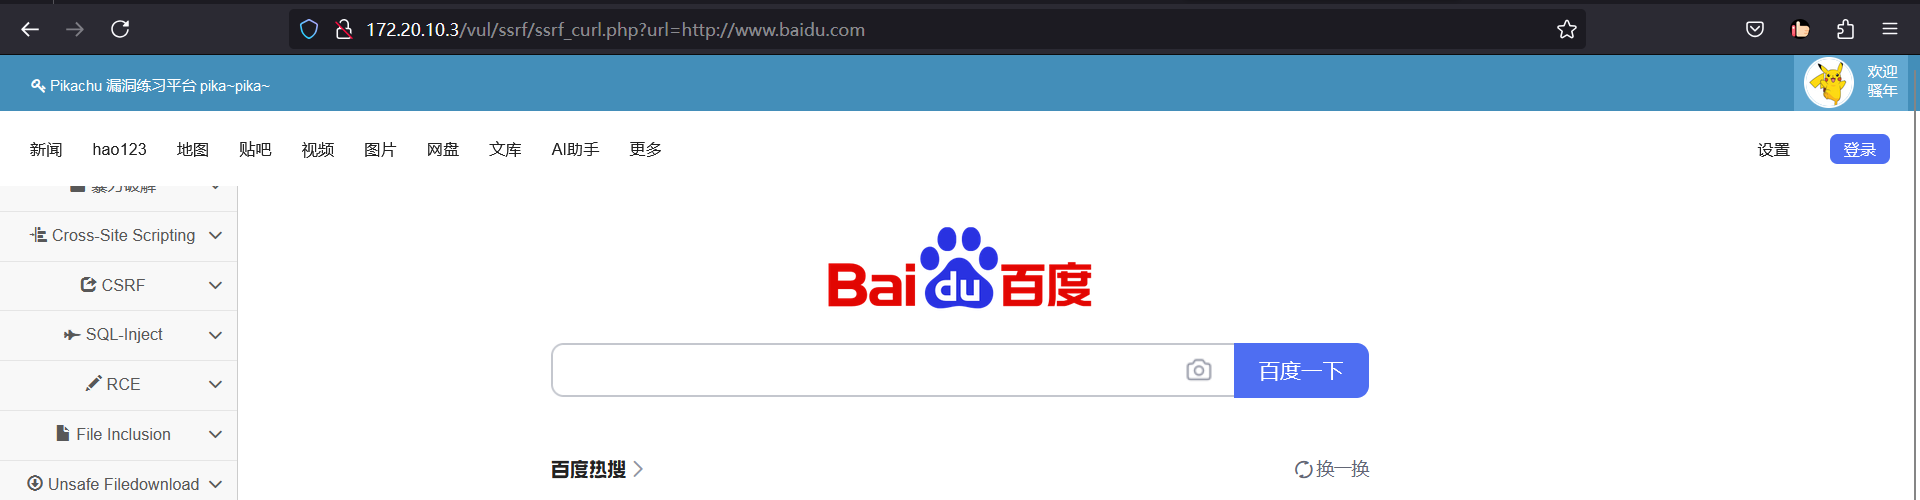 172.20.10.3/vul/ssrf/ssrf_curl.php?url=http://www.baidu.com
Pikachu 漏洞练习平台 pika~pika~
欢迎
骚年
新闻 hao123 地图 贴吧 视频 图片 网盘 文库 AI助手 更多 设置 登录
暴力破解
Cross-Site Scripting
CSRF
SQL-Inject
RCE
File Inclusion
Unsafe Filedownload
Bai du 百度
百度一下
百度热搜
换一换